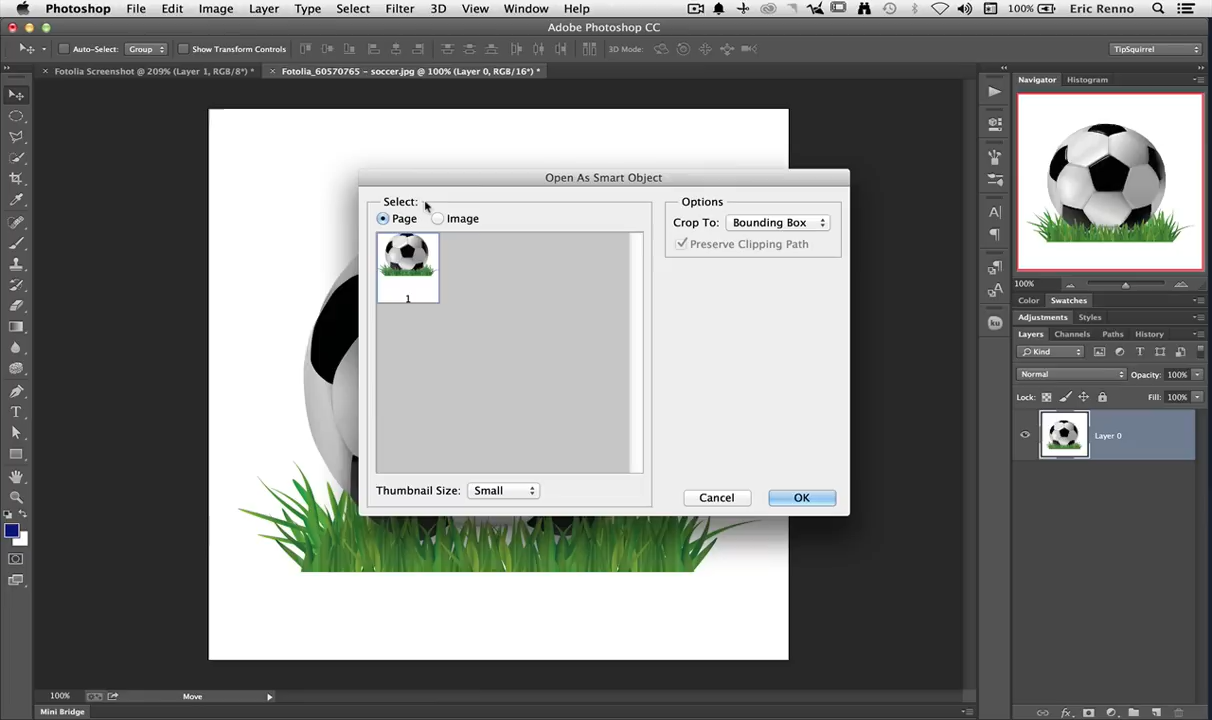 Photoshop File Edit Image Layer Type Select Filter 3D View Window Help 100% Eric Renno
Adobe Photoshop CC
Auto-Select: Group Show Transform Controls 3D Mode: TipSquirrel
× Fotolia Screenshot @ 209% (Layer 1, RGB/8*) * × Fotolia_60570765 – soccer.jpg @ 100% (Layer 0, RGB/16*) *
Navigator Histogram
Open As Smart Object
Select:
Page Image
1
Thumbnail Size: Small
Options
Crop To: Bounding Box
Preserve Clipping Path
Cancel OK
100%
Color Swatches
Adjustments Styles
Layers Channels Paths History
Kind
Normal Opacity: 100%
Lock: Fill: 100%
Layer 0
ku
100% Move
Mini Bridge